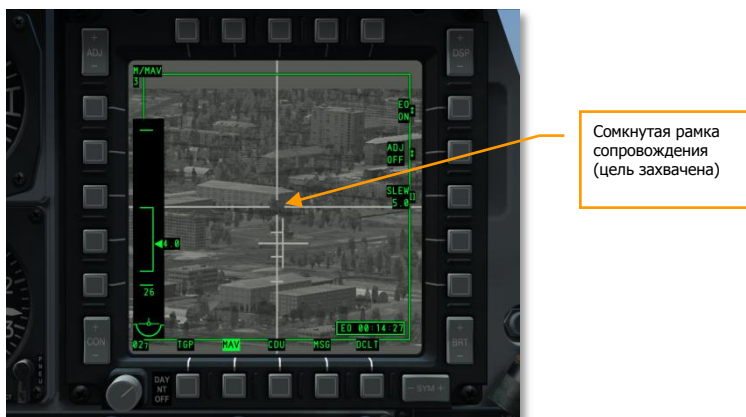 ADJ
DSP
M/MAV
3
EO
ON
ADJ
OFF
SLEW
5.0
4.0
26
EO 00:14:27
027
TGP
MAV
CDU
MSG
DCLT
CON
BRT
DAY
NT
OFF
- SYM +
Сомкнутая рамка
сопровождения
(цель захвачена)